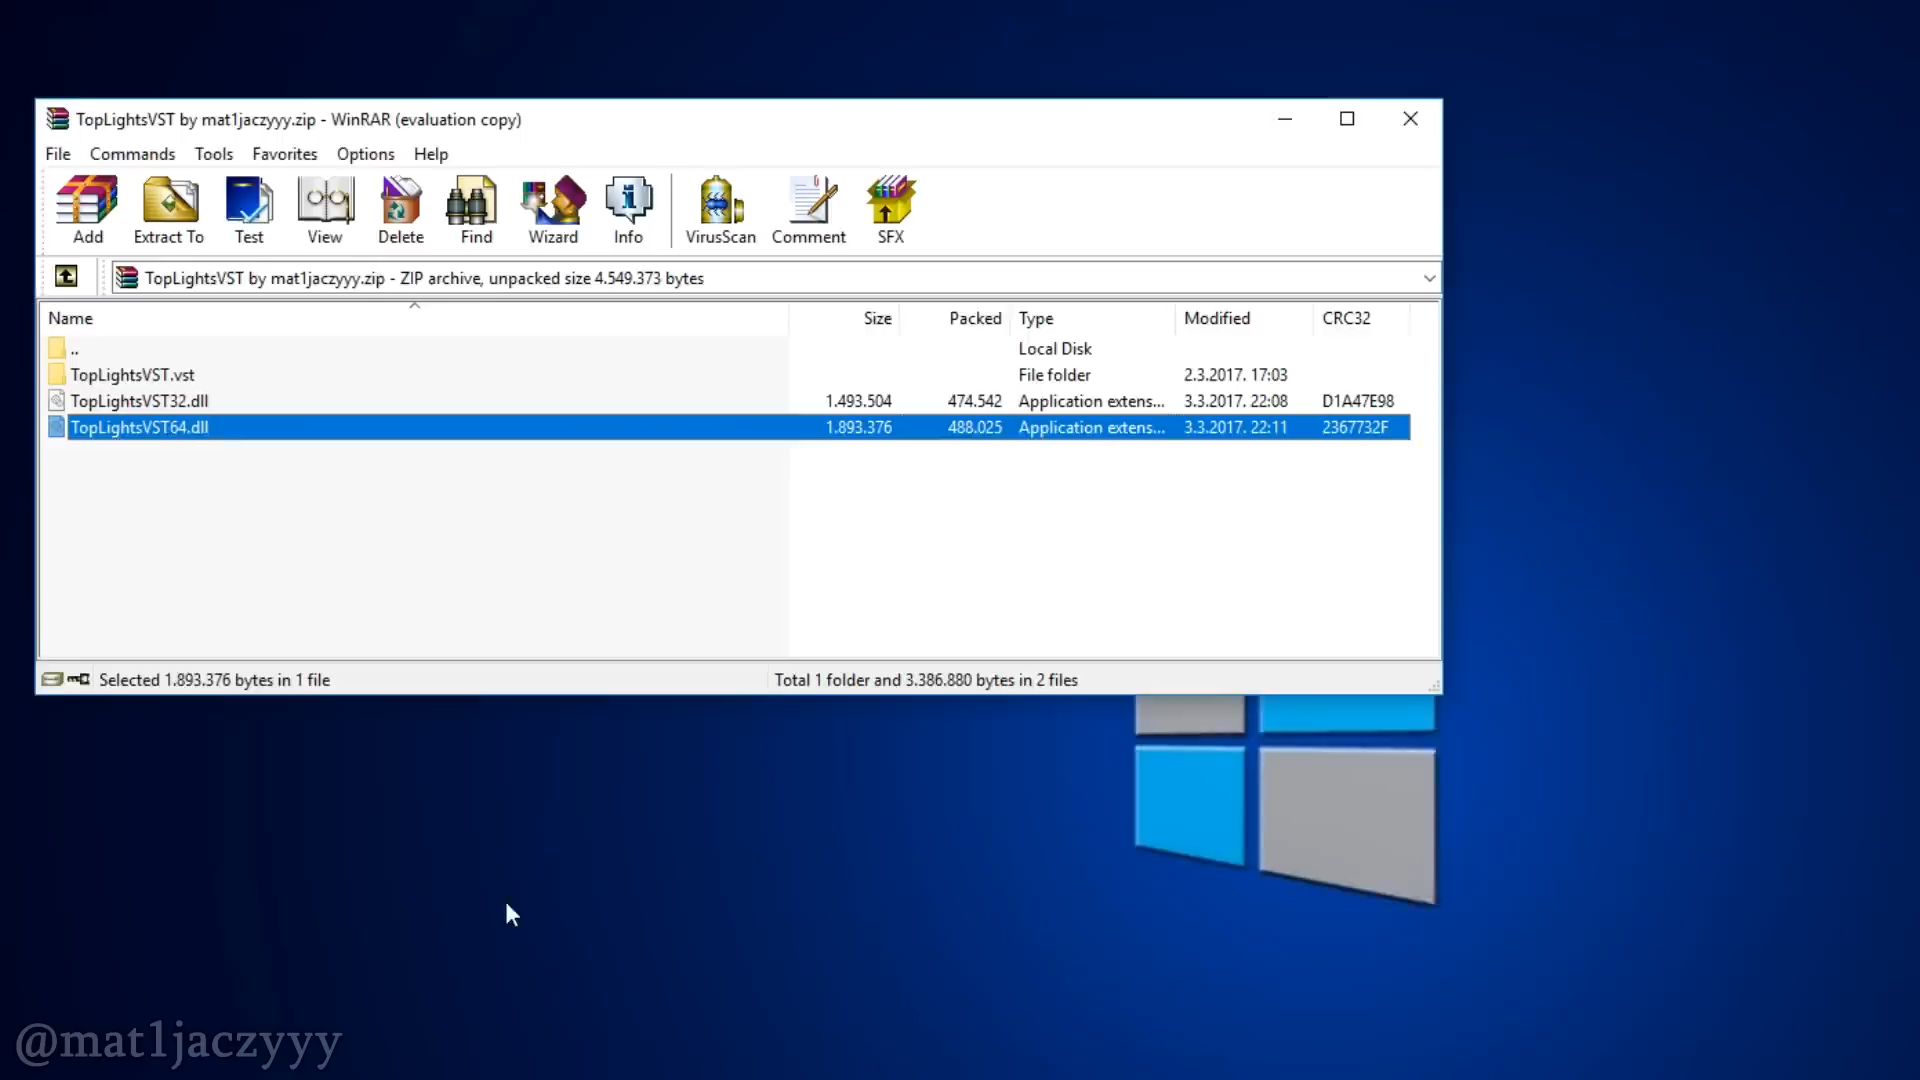 TopLightsVST by mat1jaczyyy.zip - WinRAR (evaluation copy)
File Commands Tools Favorites Options Help
Add Extract To Test View Delete Find Wizard Info VirusScan Comment SFX
TopLightsVST by mat1jaczyyy.zip - ZIP archive, unpacked size 4.549.373 bytes
Name Size Packed Type Modified CRC32
.. Local Disk
TopLightsVST.vst File folder 2.3.2017. 17:03
TopLightsVST32.dll 1.493.504 474.542 Application extens... 3.3.2017. 22:08 D1A47E98
TopLightsVST64.dll 1.893.376 488.025 Application extens... 3.3.2017. 22:11 2367732F
Selected 1.893.376 bytes in 1 file Total 1 folder and 3.386.880 bytes in 2 files
@mat1jaczyyy